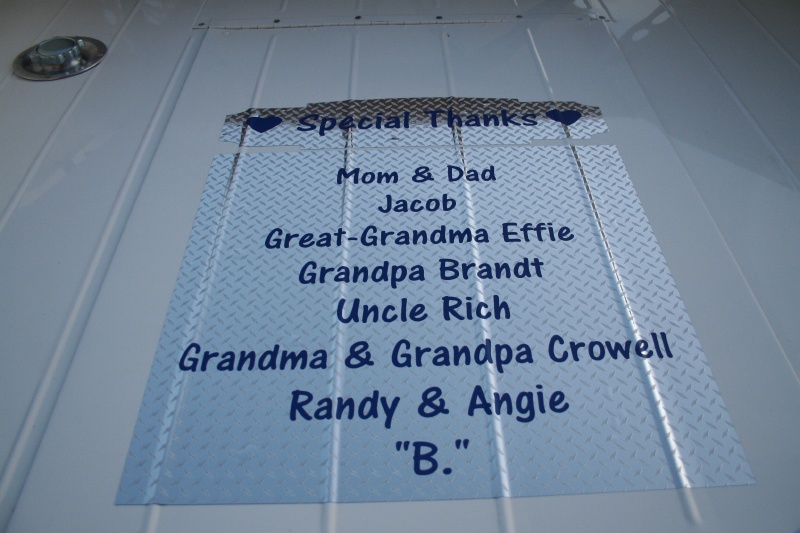 Special Thanks
Mom & Dad
Jacob
Great-Grandma Effie
Grandpa Brandt
Uncle Rich
Grandma & Grandpa Crowell
Randy & Angie
"B."